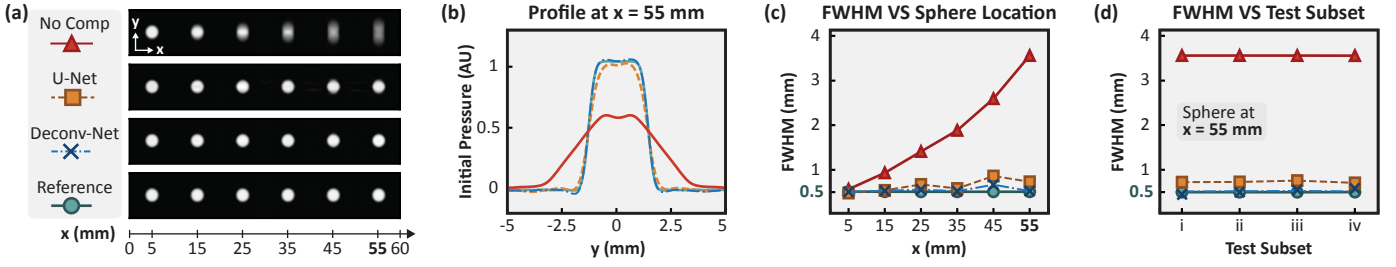 (a)
No Comp
U-Net
Deconv-Net
Reference
y
x
x (mm)
0 5 15 25 35 45 55 60
(b)
Profile at x = 55 mm
Initial Pressure (AU)
1
0.5
0
-5 -2.5 0 2.5 5
y (mm)
(c)
FWHM VS Sphere Location
FWHM (mm)
4
3
2
1
0.5
5 15 25 35 45 55
x (mm)
(d)
FWHM VS Test Subset
FWHM (mm)
4
3
2
1
0.5
Sphere at
x = 55 mm
i ii iii iv
Test Subset